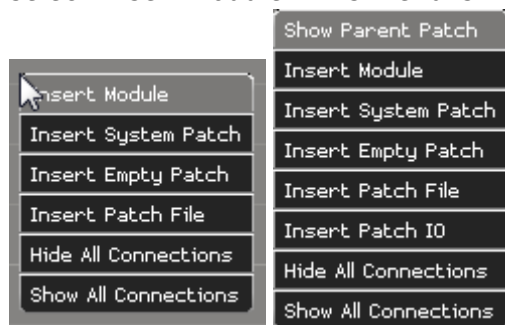 Insert Module
Insert System Patch
Insert Empty Patch
Insert Patch File
Hide All Connections
Show All Connections
Show Parent Patch
Insert Module
Insert System Patch
Insert Empty Patch
Insert Patch File
Insert Patch IO
Hide All Connections
Show All Connections